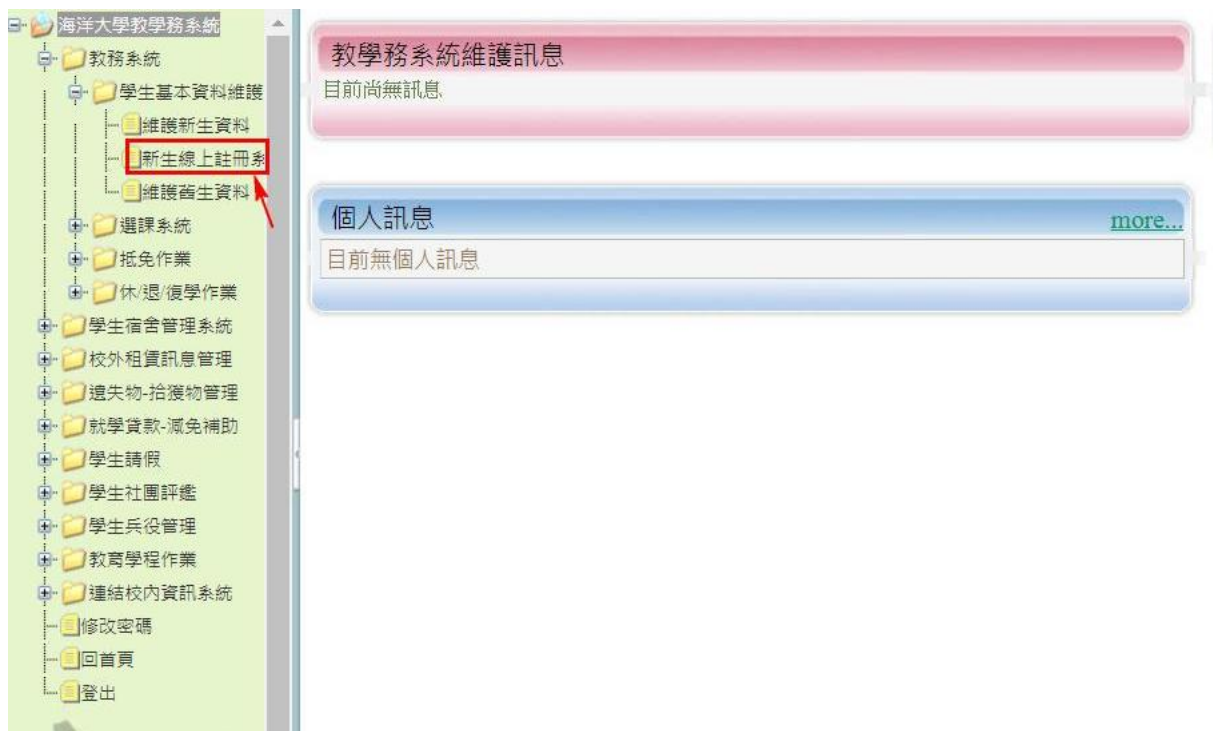 海洋大學教學務系統
教務系統
學生基本資料維護
維護新生資料
新生線上註冊系
維護舊生資料
選課系統
抵免作業
休/退/復學作業
學生宿舍管理系統
校外租賃訊息管理
遺失物-拾獲物管理
就學貸款-減免補助
學生請假
學生社團評鑑
學生兵役管理
教育學程作業
連結校內資訊系統
修改密碼
回首頁
登出
教學務系統維護訊息
目前尚無訊息
個人訊息 more...
目前無個人訊息